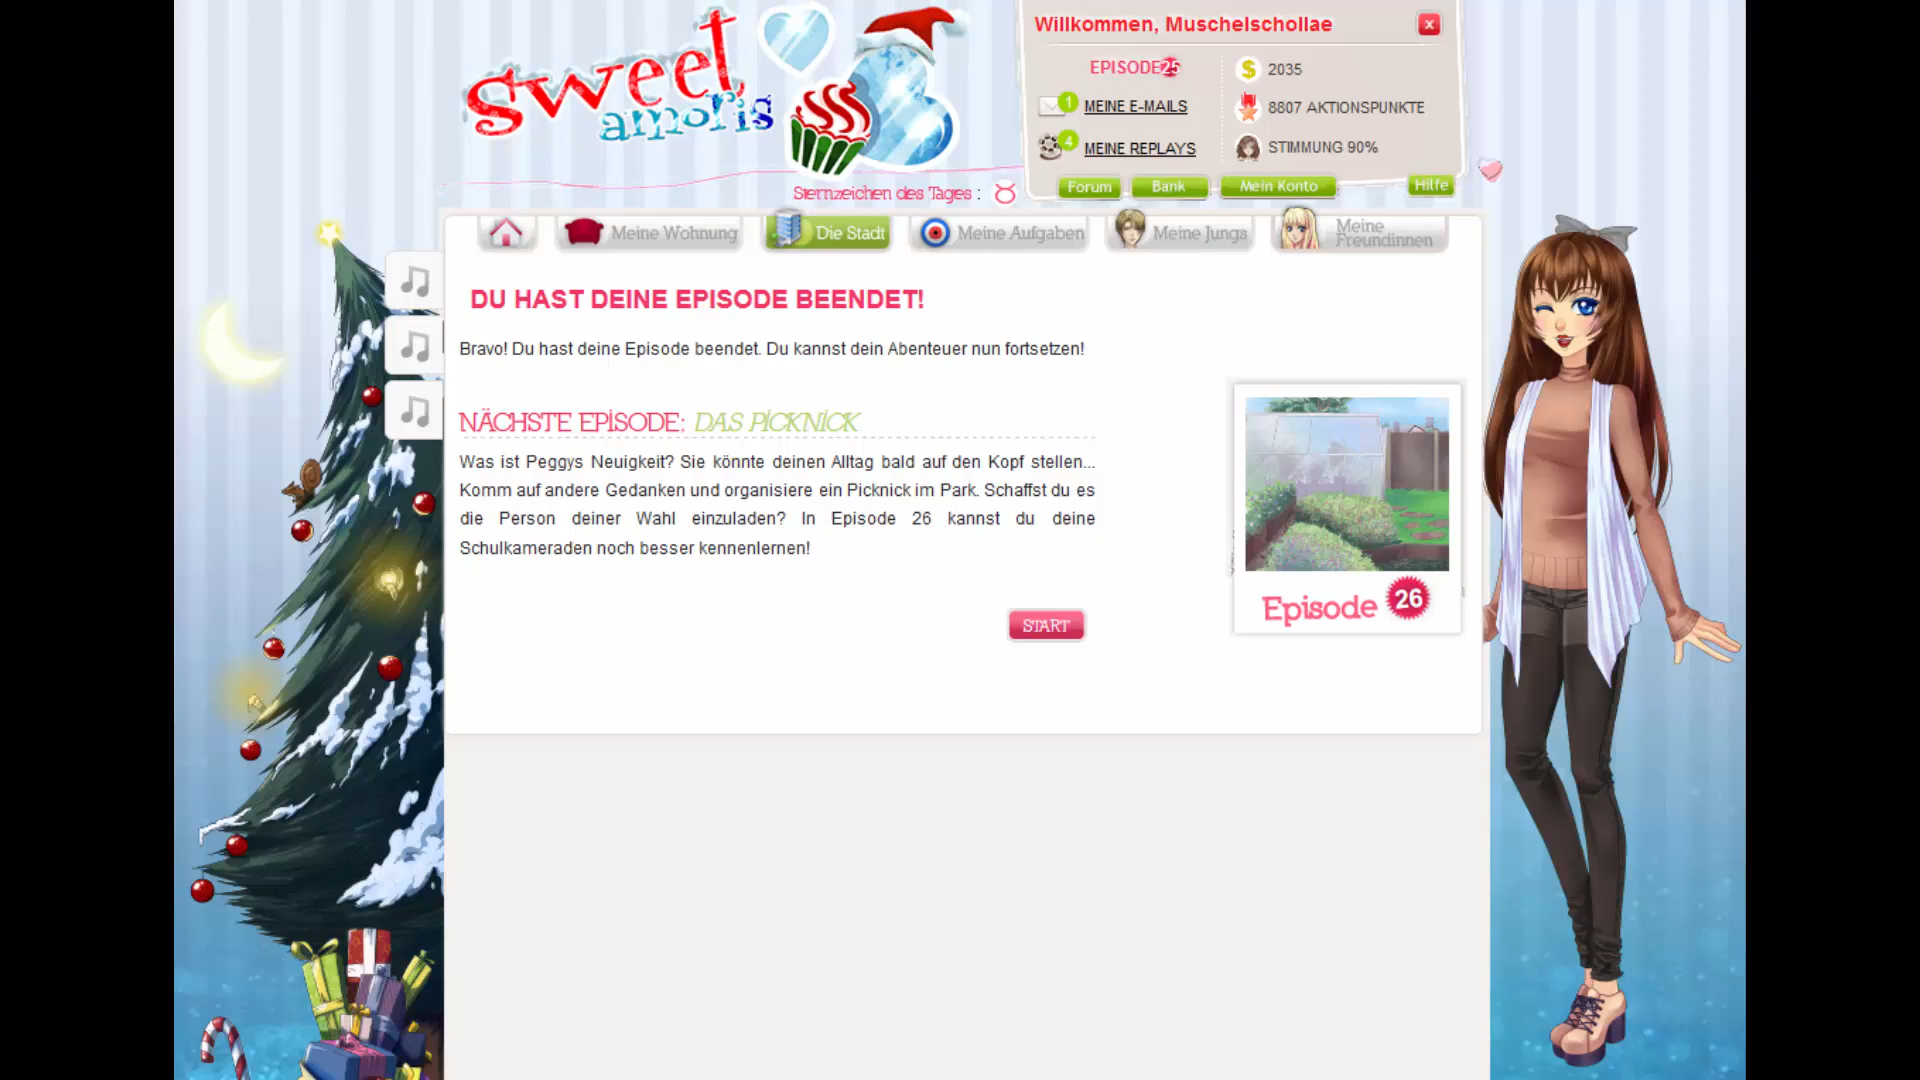 sweet
amoris
Willkommen, Muschelschollae
x
EPISODE 25
2035
1
MEINE E-MAILS
8807 AKTIONSPUNKTE
4
MEINE REPLAYS
STIMMUNG 90%
Sternzeichen des Tages :
Forum
Bank
Mein Konto
Hilfe
Meine Wohnung
Die Stadt
Meine Aufgaben
Meine Jungs
Meine
Freundinnen
DU HAST DEINE EPISODE BEENDET!
Bravo! Du hast deine Episode beendet. Du kannst dein Abenteuer nun fortsetzen!
NÄCHSTE EPISODE: DAS PICKNICK
Was ist Peggys Neuigkeit? Sie könnte deinen Alltag bald auf den Kopf stellen...
Komm auf andere Gedanken und organisiere ein Picknick im Park. Schaffst du es
die Person deiner Wahl einzuladen? In Episode 26 kannst du deine
Schulkameraden noch besser kennenlernen!
START
Episode 26